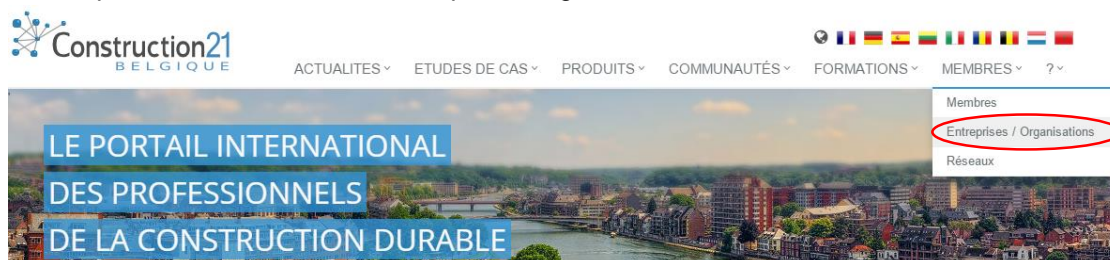 Construction21
BELGIQUE
ACTUALITES ETUDES DE CAS PRODUITS COMMUNAUTÉS FORMATIONS MEMBRES ?
Membres
Entreprises / Organisations
Réseaux
LE PORTAIL INTERNATIONAL
DES PROFESSIONNELS
DE LA CONSTRUCTION DURABLE